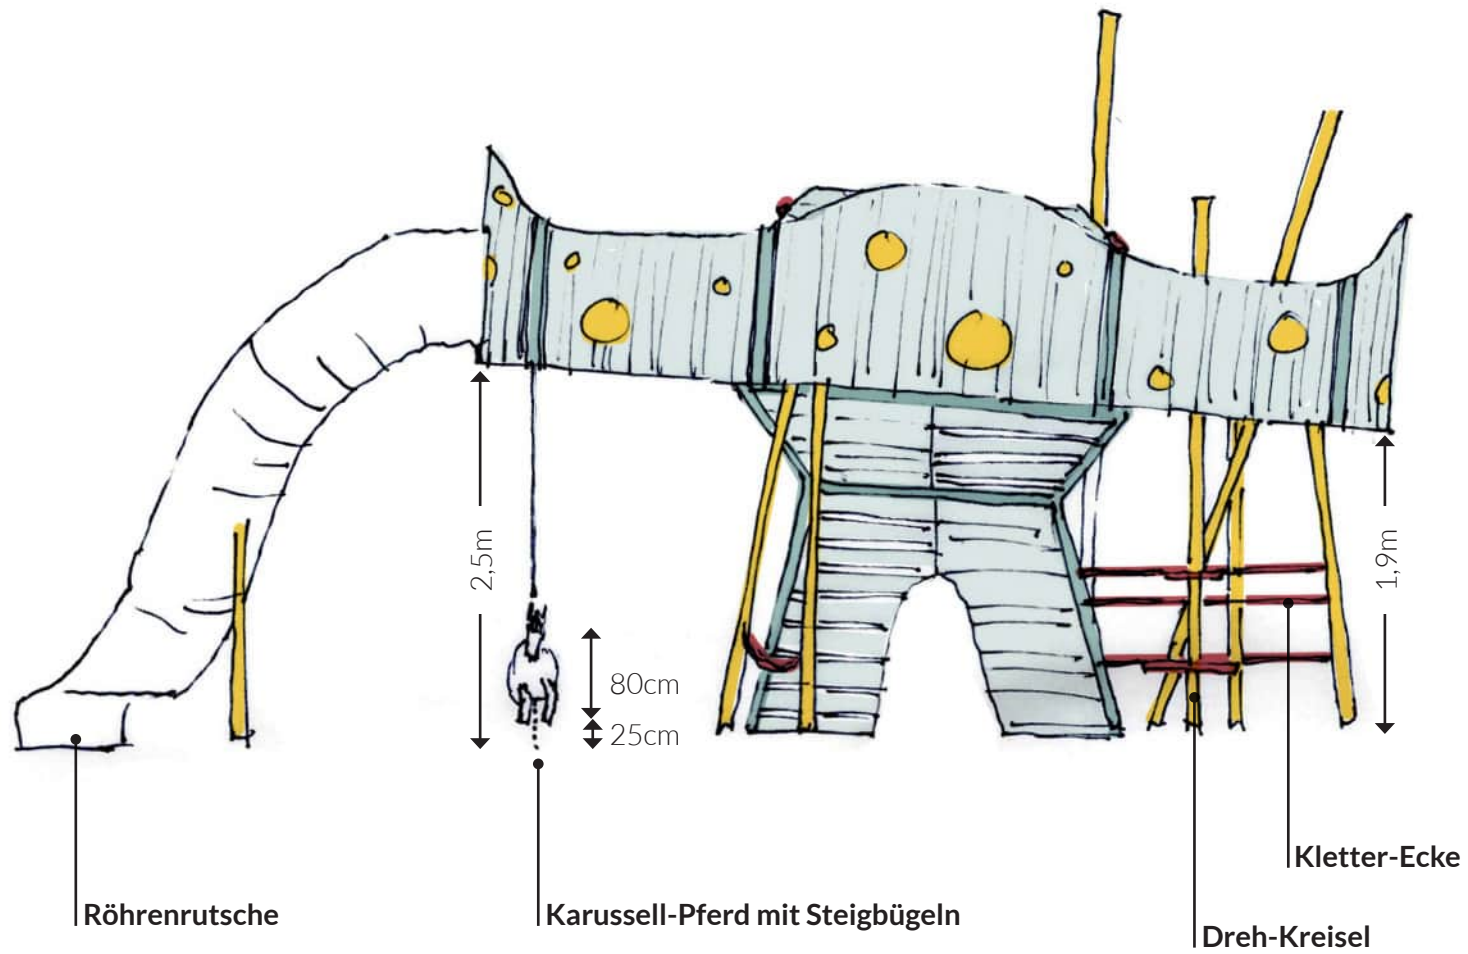 2,5m
1,9m
80cm
25cm
Kletter-Ecke
Röhrenrutsche
Karussell-Pferd mit Steigbügeln
Dreh-Kreisel